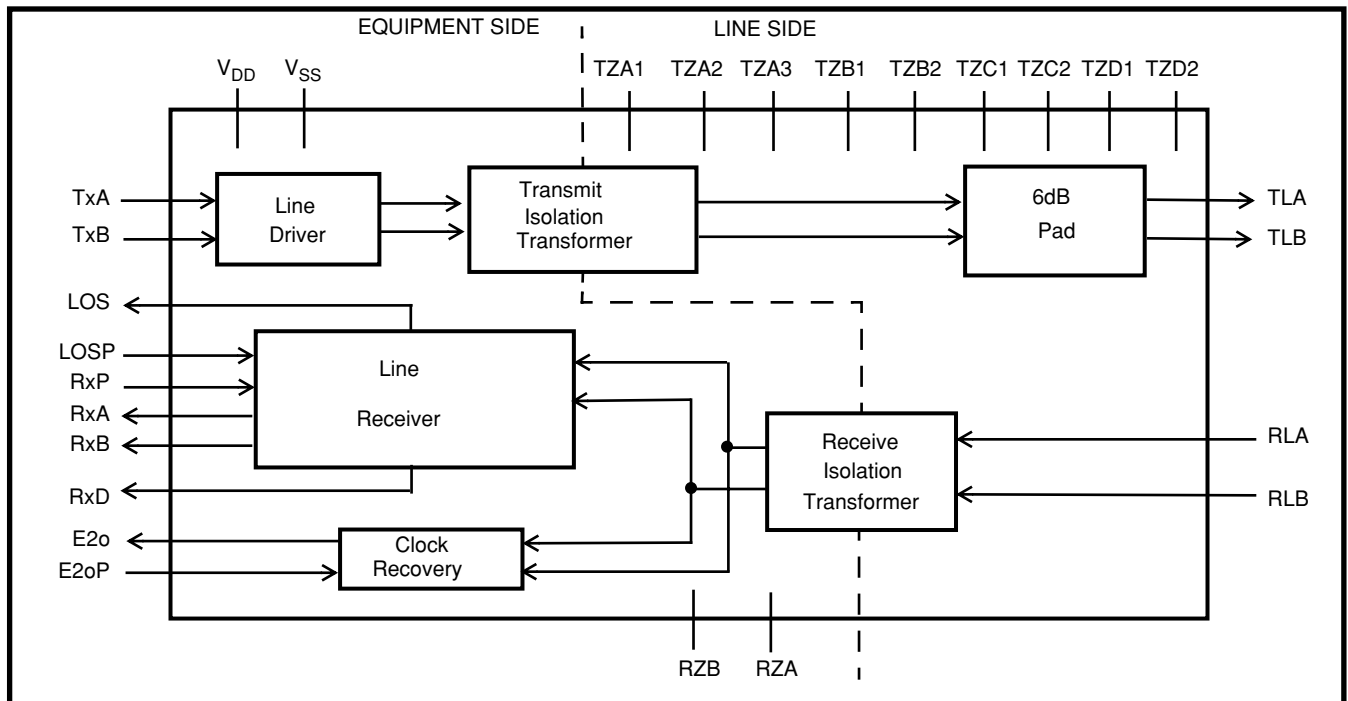 EQUIPMENT SIDE
LINE SIDE
VDD
VSS
TZA1
TZA2
TZA3
TZB1
TZB2
TZC1
TZC2
TZD1
TZD2
TxA
TxB
Line
Driver
Transmit
Isolation
Transformer
6dB
Pad
TLA
TLB
LOS
LOSP
RxP
RxA
RxB
RxD
Line
Receiver
Receive
Isolation
Transformer
RLA
RLB
E2o
E2oP
Clock
Recovery
RZB
RZA